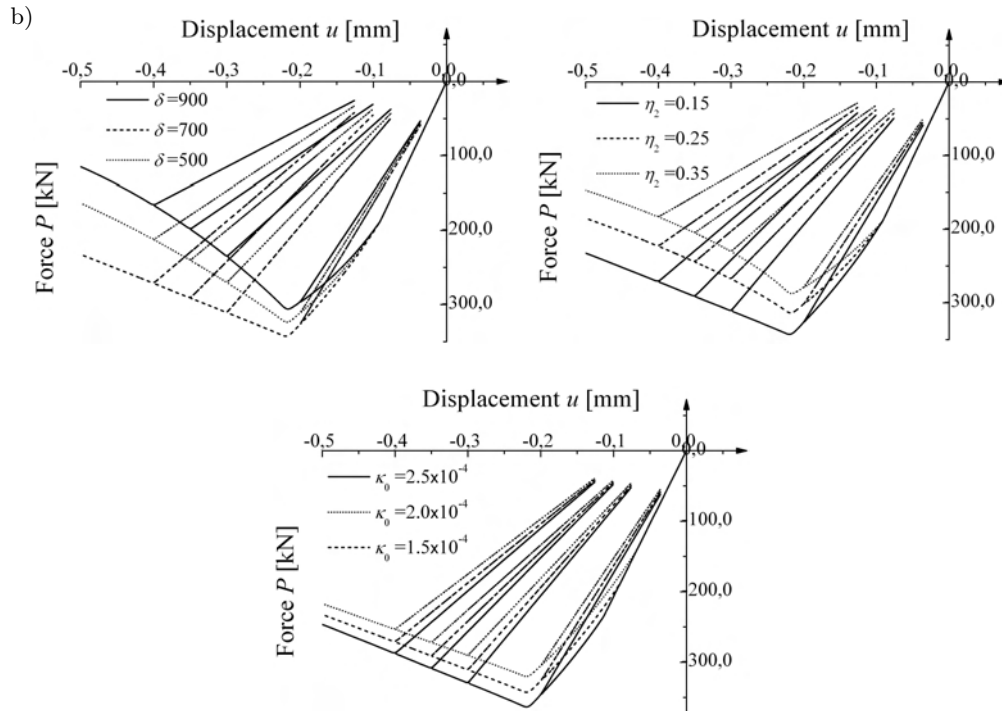 b)
Displacement u [mm]
-0,5 -0,4 -0,3 -0,2 -0,1 0,0
0,0
δ=900
δ=700
δ=500
100,0
200,0
300,0
Force P [kN]
Displacement u [mm]
-0,5 -0,4 -0,3 -0,2 -0,1 0,0
0,0
η₂=0.15
η₂=0.25
η₂=0.35
100,0
200,0
300,0
Force P [kN]
Displacement u [mm]
-0,5 -0,4 -0,3 -0,2 -0,1 0,0
0,0
κ₀=2.5x10⁻⁴
κ₀=2.0x10⁻⁴
κ₀=1.5x10⁻⁴
100,0
200,0
300,0
Force P [kN]